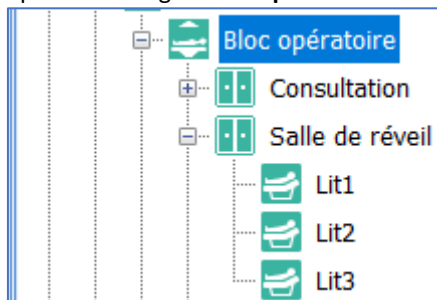 Bloc opératoire
Consultation
Salle de réveil
Lit1
Lit2
Lit3